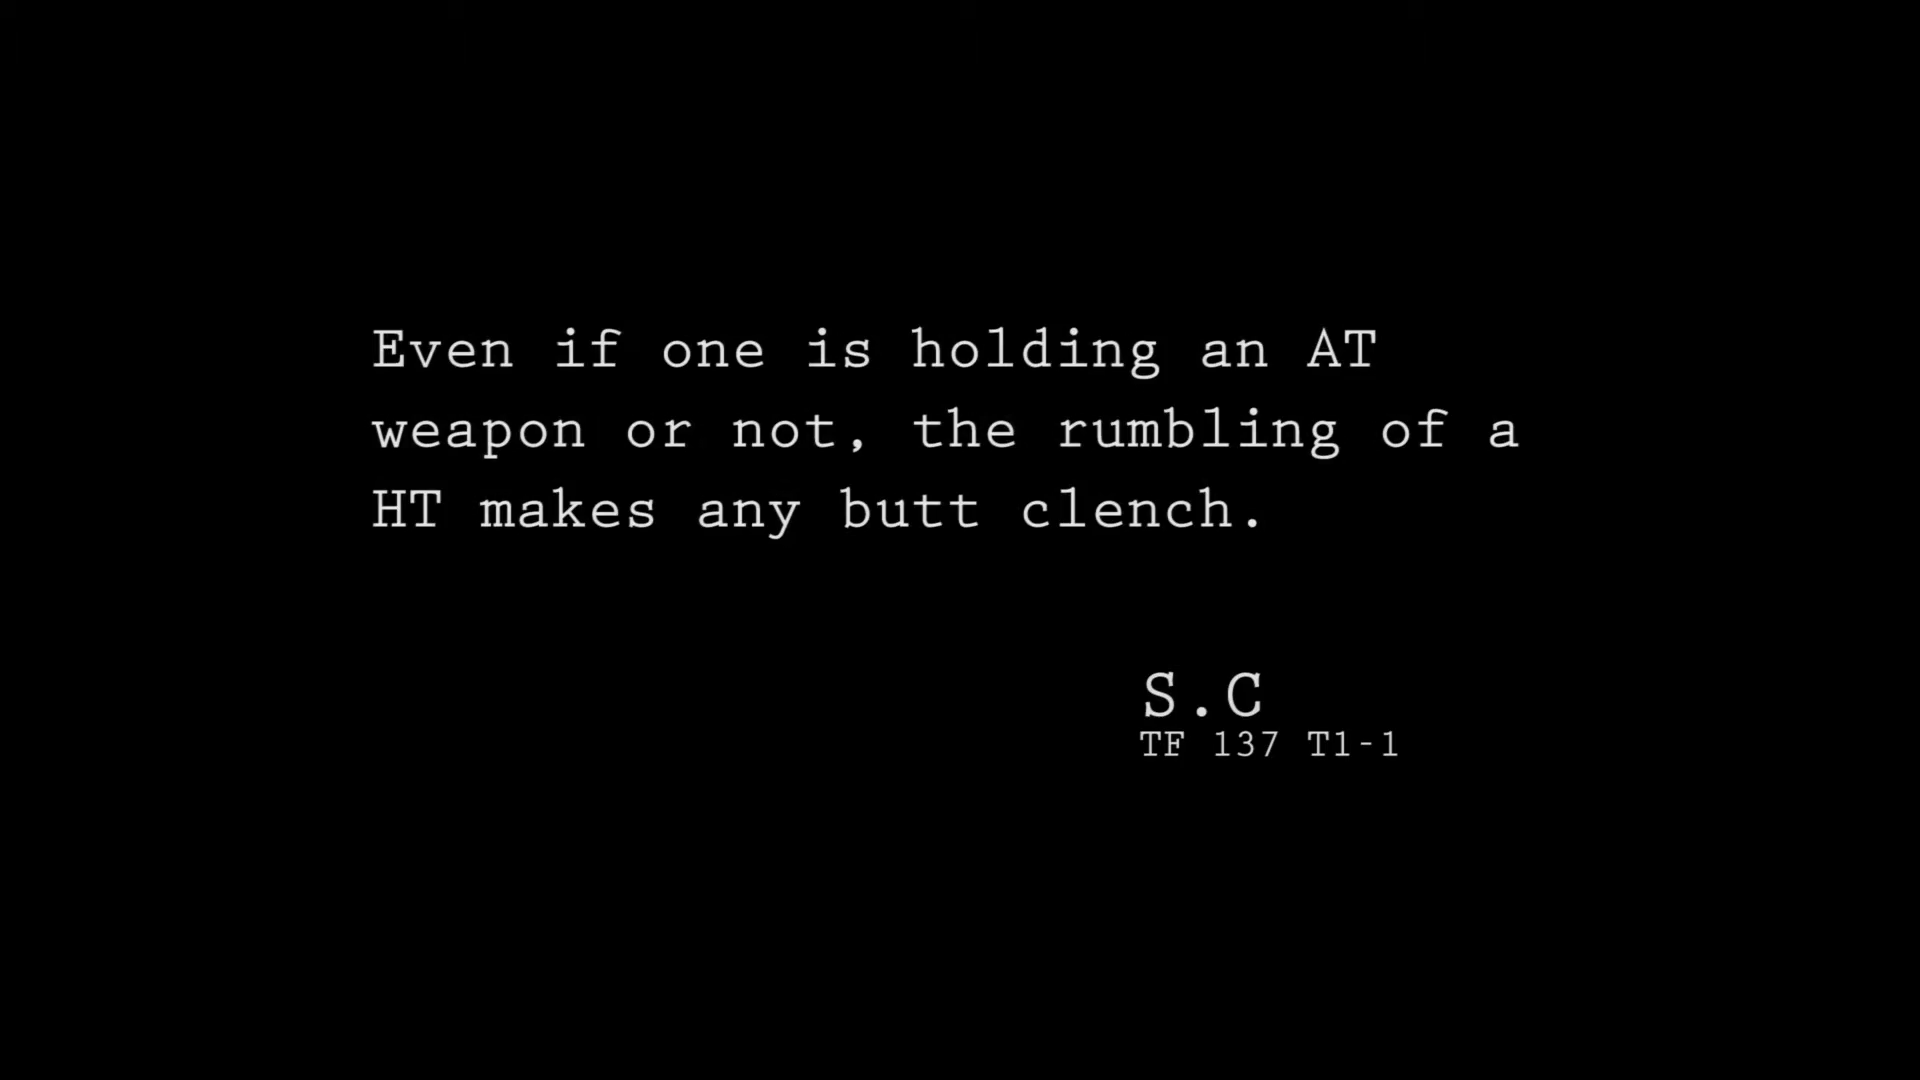 Even if one is holding an AT
weapon or not, the rumbling of a
HT makes any butt clench.
S.C
TF 137 T1-1